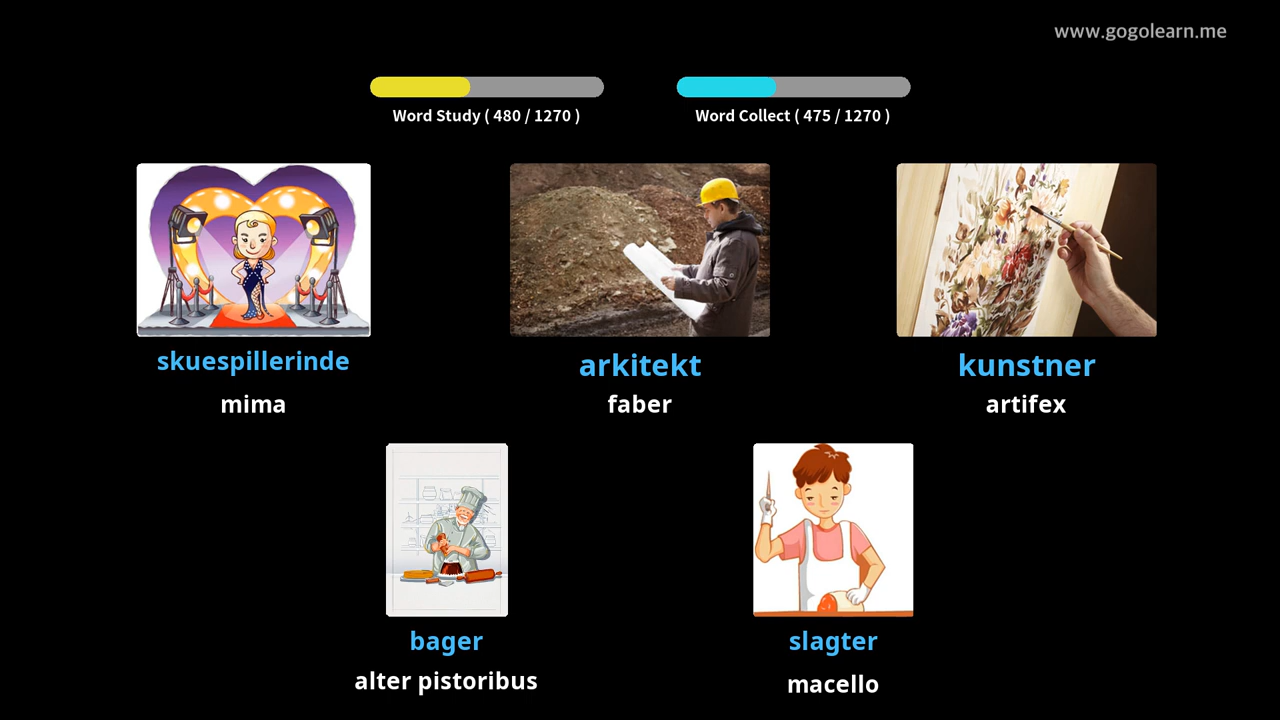 www.gogolearn.me
Word Study ( 480 / 1270 )
Word Collect ( 475 / 1270 )
skuespillerinde
arkitekt
kunstner
mima
faber
artifex
bager
slagter
alter pistoribus
macello